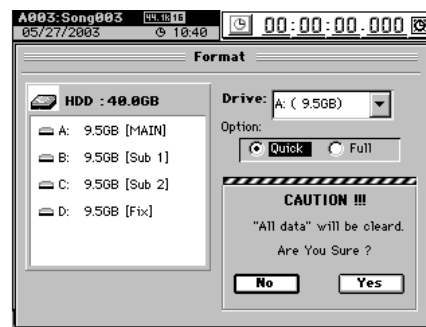 A003:Song003 44.1K 16
05/27/2003 10:40
00:00:00.000
Format
HDD :40.0GB
A: 9.5GB [MAIN]
B: 9.5GB [Sub 1]
C: 9.5GB [Sub 2]
D: 9.5GB [Fix]
Drive: A: ( 9.5GB)
Option:
Quick Full
CAUTION !!!
"All data" will be cleard.
Are You Sure ?
No Yes